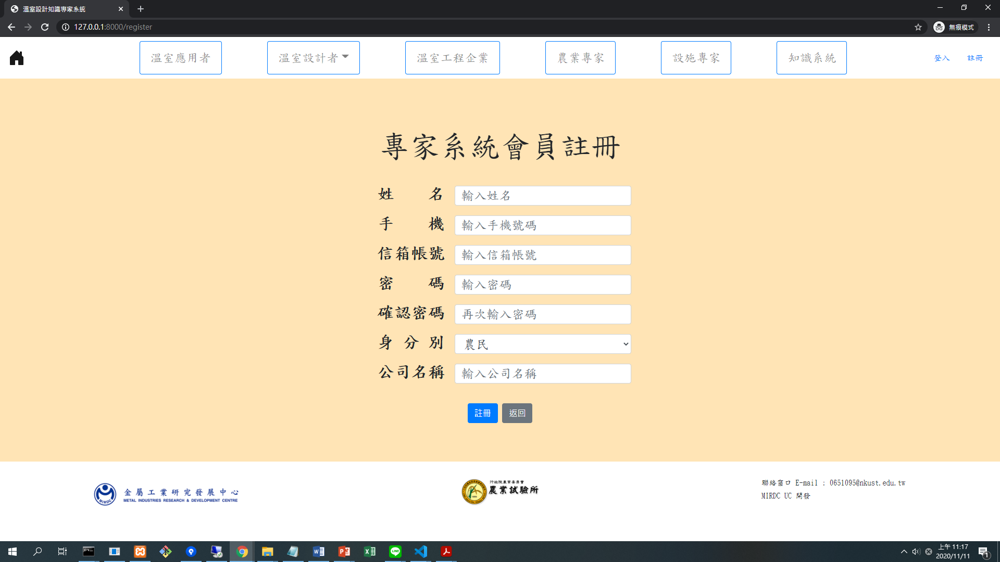 溫室設計知識專家系統
127.0.0.1:8000/register
無痕模式
溫室應用者
溫室設計者
溫室工程企業
農業專家
設施專家
知識系統
登入
註冊
專家系統會員註冊
姓名 輸入姓名
手機 輸入手機號碼
信箱帳號 輸入信箱帳號
密碼 輸入密碼
確認密碼 再次輸入密碼
身分別 農民
公司名稱 輸入公司名稱
註冊 返回
MIRDC
金屬工業研究發展中心
METAL INDUSTRIES RESEARCH & DEVELOPMENT CENTRE
行政院農業委員會
農業試驗所
聯絡窗口 E-mail : 0651095@nkust.edu.tw
MIRDC UC 開發
上午 11:17
2020/11/11
1